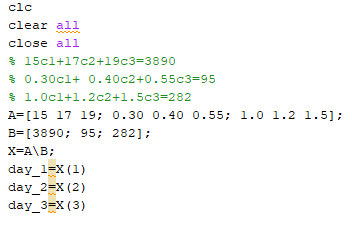 clc
clear all
close all
% 15c1+17c2+19c3=3890
% 0.30c1+ 0.40c2+0.55c3=95
% 1.0c1+1.2c2+1.5c3=282
A=[15 17 19; 0.30 0.40 0.55; 1.0 1.2 1.5];
B=[3890; 95; 282];
X=A\B;
day_1=X(1)
day_2=X(2)
day_3=X(3)